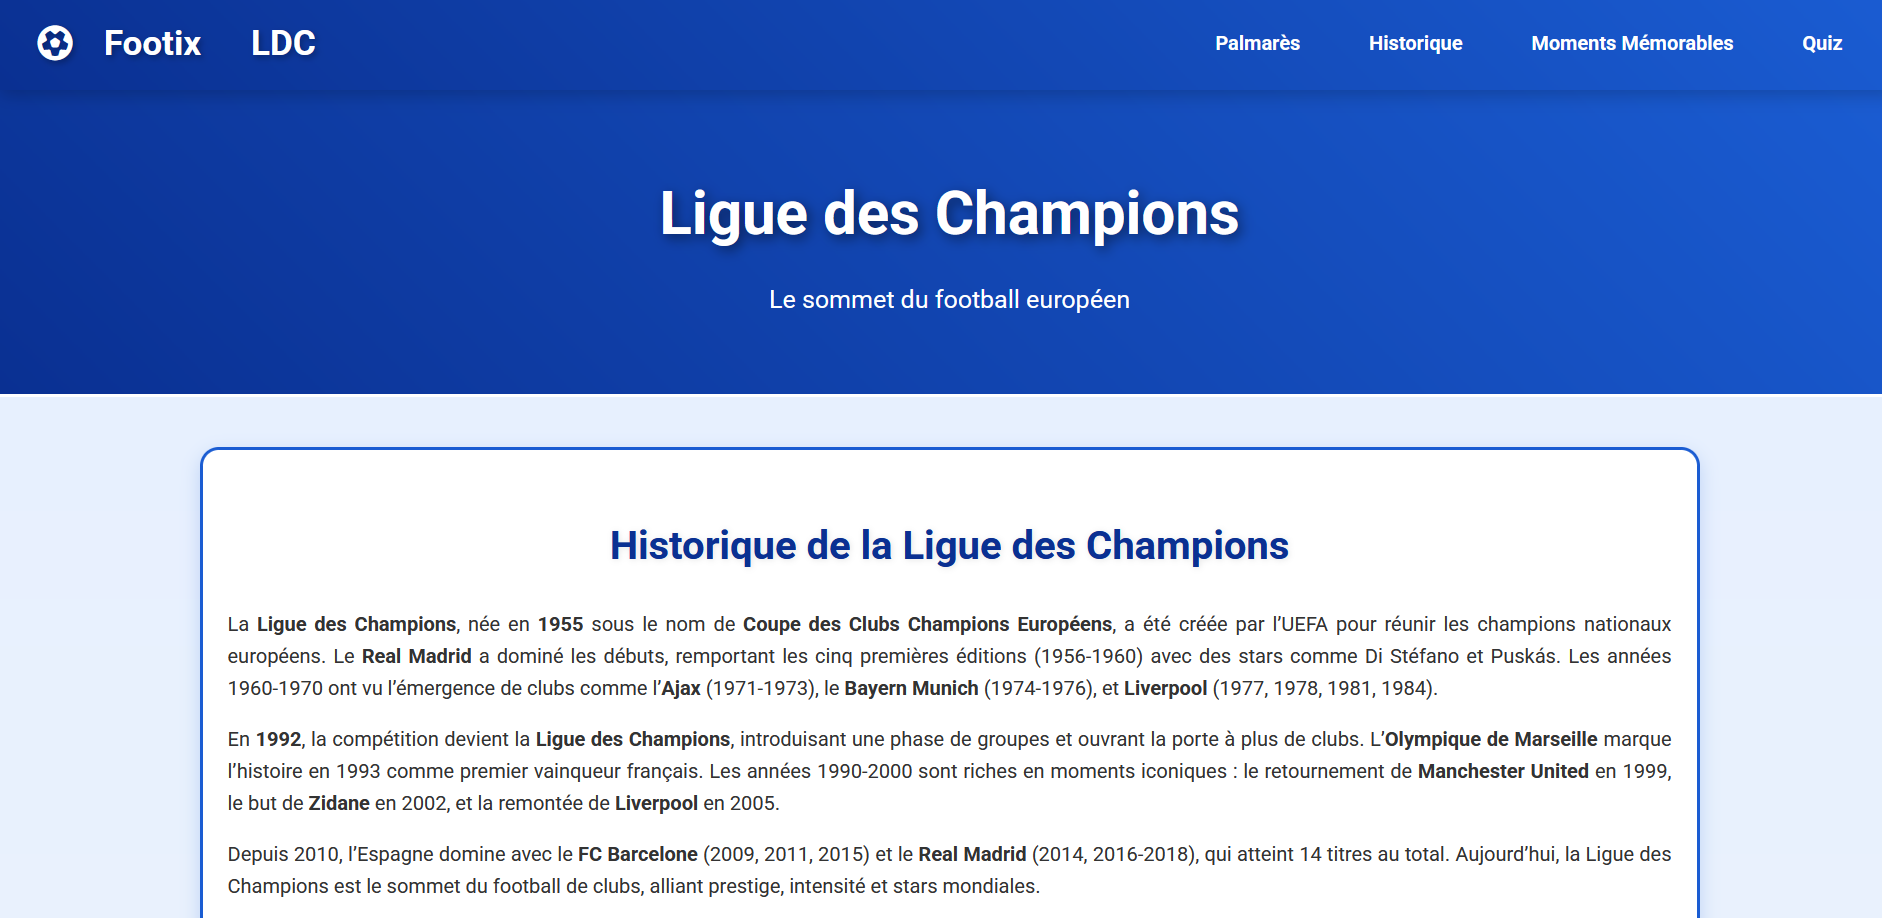 Footix LDC Palmarès Historique Moments Mémorables Quiz
Ligue des Champions
Le sommet du football européen
Historique de la Ligue des Champions
La Ligue des Champions, née en 1955 sous le nom de Coupe des Clubs Champions Européens, a été créée par l’UEFA pour réunir les champions nationaux
européens. Le Real Madrid a dominé les débuts, remportant les cinq premières éditions (1956-1960) avec des stars comme Di Stéfano et Puskás. Les années
1960-1970 ont vu l’émergence de clubs comme l’Ajax (1971-1973), le Bayern Munich (1974-1976), et Liverpool (1977, 1978, 1981, 1984).
En 1992, la compétition devient la Ligue des Champions, introduisant une phase de groupes et ouvrant la porte à plus de clubs. L’Olympique de Marseille marque
l’histoire en 1993 comme premier vainqueur français. Les années 1990-2000 sont riches en moments iconiques : le retournement de Manchester United en 1999,
le but de Zidane en 2002, et la remontée de Liverpool en 2005.
Depuis 2010, l’Espagne domine avec le FC Barcelone (2009, 2011, 2015) et le Real Madrid (2014, 2016-2018), qui atteint 14 titres au total. Aujourd’hui, la Ligue des
Champions est le sommet du football de clubs, alliant prestige, intensité et stars mondiales.